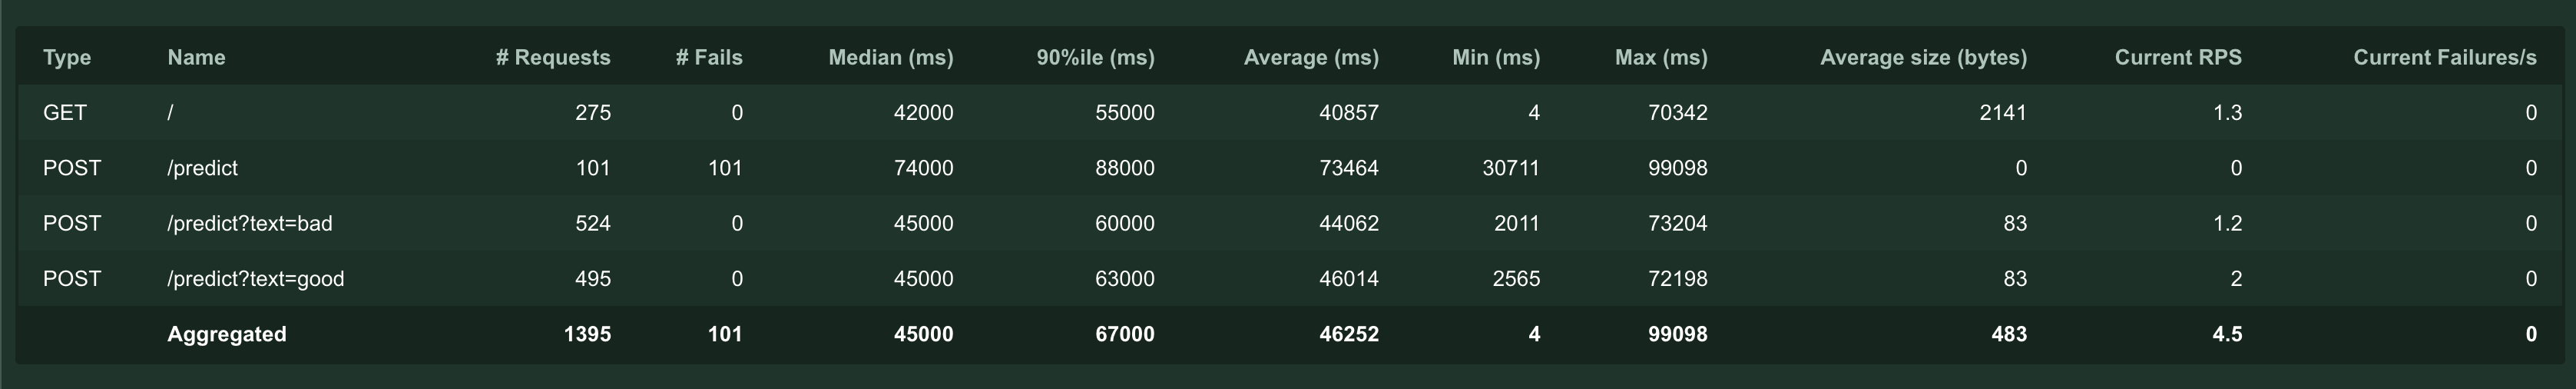 Type Name # Requests # Fails Median (ms) 90%ile (ms) Average (ms) Min (ms) Max (ms) Average size (bytes) Current RPS Current Failures/s
GET / 275 0 42000 55000 40857 4 70342 2141 1.3 0
POST /predict 101 101 74000 88000 73464 30711 99098 0 0 0
POST /predict?text=bad 524 0 45000 60000 44062 2011 73204 83 1.2 0
POST /predict?text=good 495 0 45000 63000 46014 2565 72198 83 2 0
Aggregated 1395 101 45000 67000 46252 4 99098 483 4.5 0